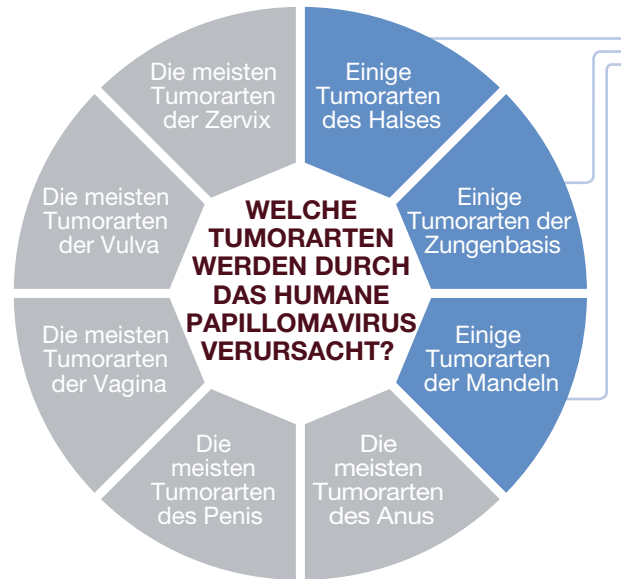 WELCHE
TUMORARTEN
WERDEN DURCH
DAS HUMANE
PAPILLOMAVIRUS
VERURSACHT?
Einige
Tumorarten
des Halses
Einige
Tumorarten der
Zungenbasis
Einige
Tumorarten
der Mandeln
Die
meisten
Tumorarten
des Anus
Die
meisten
Tumorarten
des Penis
Die meisten
Tumorarten
der Vagina
Die meisten
Tumorarten
der Vulva
Die meisten
Tumorarten
der Zervix